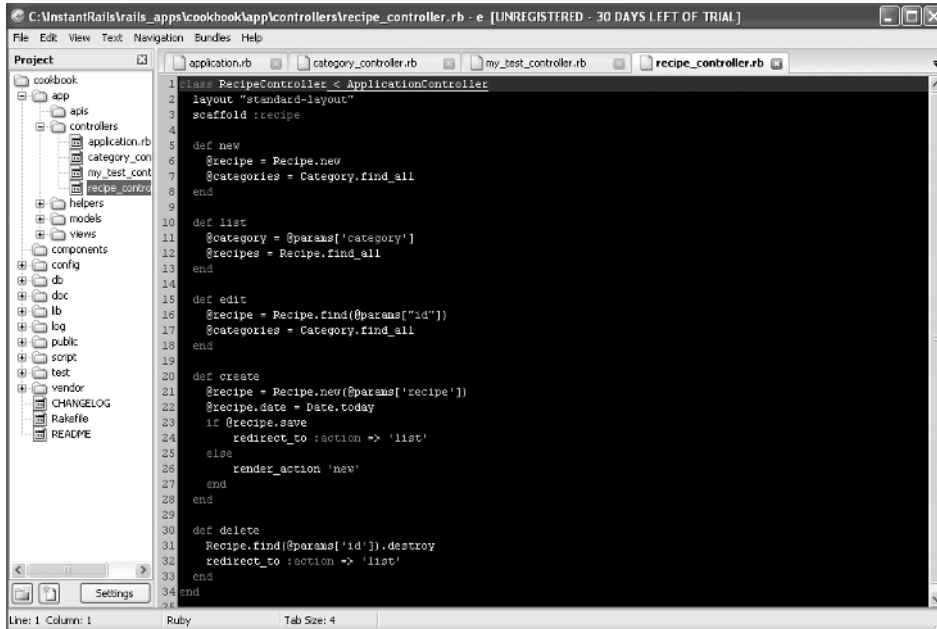 C:\InstantRails\rails_apps\cookbook\app\controllers\recipe_controller.rb - e [UNREGISTERED - 30 DAYS LEFT OF TRIAL]
File Edit View Text Navigation Bundles Help
Project
application.rb category_controller.rb my_test_controller.rb recipe_controller.rb
cookbook
app
apis
controllers
application.rb
category_con
my_test_cont
recipe_contro
helpers
models
views
components
config
db
doc
lib
log
public
script
test
vendor
CHANGELOG
Rakefile
README
Settings
1 class RecipeController < ApplicationController
2 layout "standard-layout"
3 scaffold :recipe
4
5 def new
6 @recipe = Recipe.new
7 @categories = Category.find_all
8 end
9
10 def list
11 @category = @params['category']
12 @recipes = Recipe.find_all
13 end
14
15 def edit
16 @recipe = Recipe.find(@params["id"])
17 @categories = Category.find_all
18 end
19
20 def create
21 @recipe = Recipe.new(@params['recipe'])
22 @recipe.date = Date.today
23 if @recipe.save
24 redirect_to :action => 'list'
25 else
26 render_action 'new'
27 end
28 end
29
30 def delete
31 Recipe.find(@params['id']).destroy
32 redirect_to :action => 'list'
33 end
34 end
35
Line: 1 Column: 1 Ruby Tab Size: 4